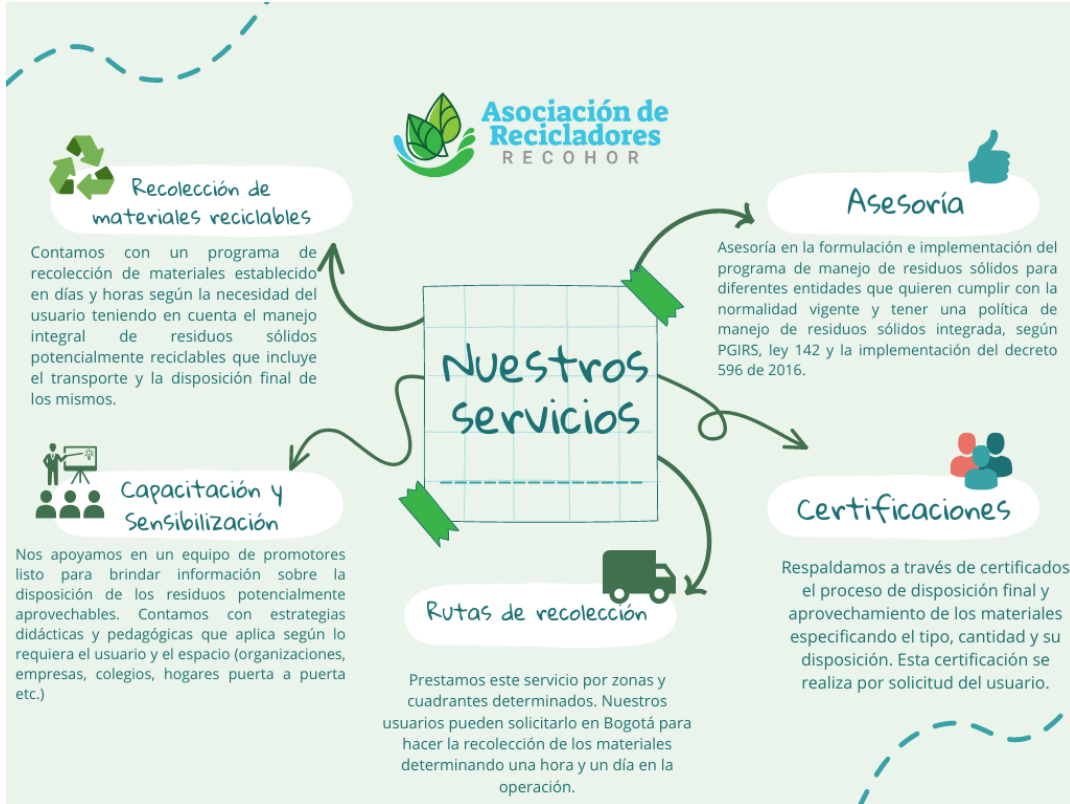 Asociación de
Recicladores
RECOHOR
Recolección de
materiales reciclables
Contamos con un programa de
recolección de materiales establecido
en días y horas según la necesidad del
usuario teniendo en cuenta el manejo
integral de residuos sólidos
potencialmente reciclables que incluye
el transporte y la disposición final de
los mismos.
Asesoría
Asesoría en la formulación e implementación del
programa de manejo de residuos sólidos para
diferentes entidades que quieren cumplir con la
normalidad vigente y tener una política de
manejo de residuos sólidos integrada, según
PGIRS, ley 142 y la implementación del decreto
596 de 2016.
Nuestros
servicios
Capacitación y
Sensibilización
Nos apoyamos en un equipo de promotores
listo para brindar información sobre la
disposición de los residuos potencialmente
aprovechables. Contamos con estrategias
didácticas y pedagógicas que aplica según lo
requiera el usuario y el espacio (organizaciones,
empresas, colegios, hogares puerta a puerta
etc.)
Certificaciones
Respaldamos a través de certificados
el proceso de disposición final y
aprovechamiento de los materiales
especificando el tipo, cantidad y su
disposición. Esta certificación se
realiza por solicitud del usuario.
Rutas de recolección
Prestamos este servicio por zonas y
cuadrantes determinados. Nuestros
usuarios pueden solicitarlo en Bogotá para
hacer la recolección de los materiales
determinando una hora y un día en la
operación.